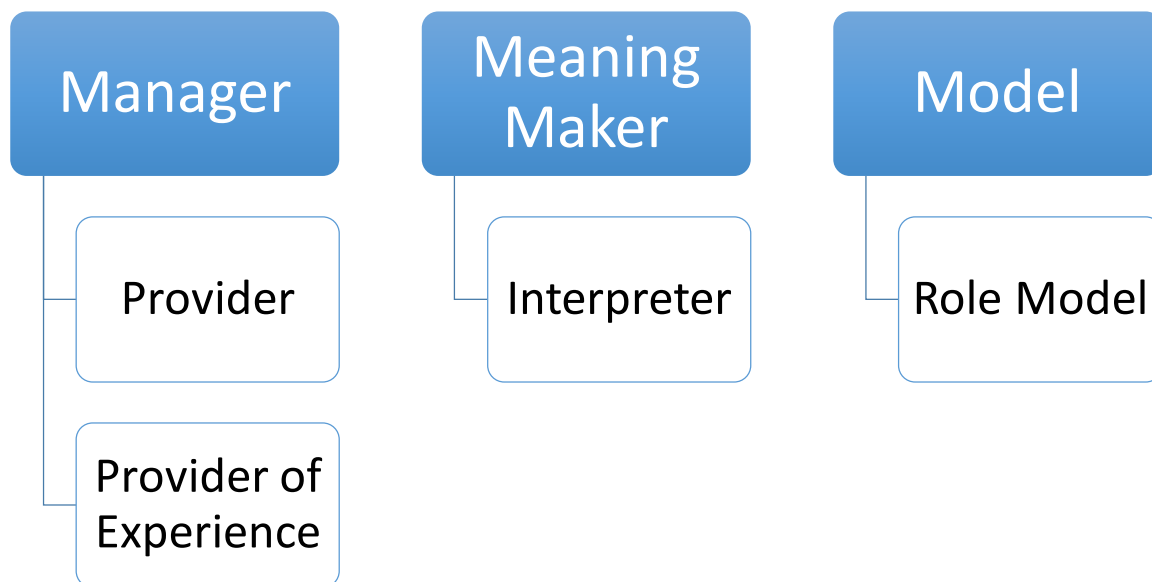 Manager
Meaning
Maker
Model
Provider
Interpreter
Role Model
Provider of
Experience